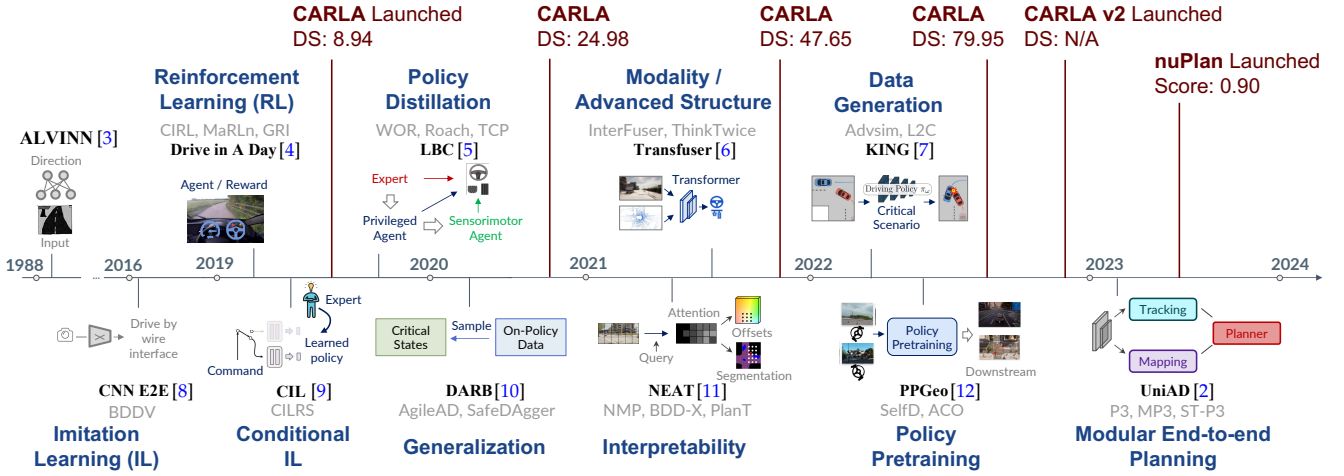 CARLA Launched
DS: 8.94
CARLA
DS: 24.98
CARLA
DS: 47.65
CARLA
DS: 79.95
CARLA v2 Launched
DS: N/A
nuPlan Launched
Score: 0.90
ALVINN [3]
Direction
Input
Reinforcement
Learning (RL)
CIRL, MaRLn, GRI
Drive in A Day [4]
Agent / Reward
Policy
Distillation
WOR, Roach, TCP
LBC [5]
Expert
Privileged
Agent
Sensorimotor
Agent
Modality /
Advanced Structure
InterFuser, ThinkTwice
Transfuser [6]
Transformer
Data
Generation
Advsim, L2C
KING [7]
Driving Policy πω
Critical
Scenario
1988
...
2016
2019
2020
2021
2022
2023
2024
Drive by
wire
interface
CNN E2E [8]
BDDV
Imitation
Learning (IL)
Expert
Learned
policy
Command
CIL [9]
CILRS
Conditional
IL
Critical
States
Sample
On-Policy
Data
DARB [10]
AgileAD, SafeDAgger
Generalization
Attention
Query
Offsets
Segmentation
NEAT [11]
NMP, BDD-X, PlanT
Interpretability
Policy
Pretraining
Downstream
PPGeo [12]
SelfD, ACO
Policy
Pretraining
Tracking
Mapping
Planner
UniAD [2]
P3, MP3, ST-P3
Modular End-to-end
Planning